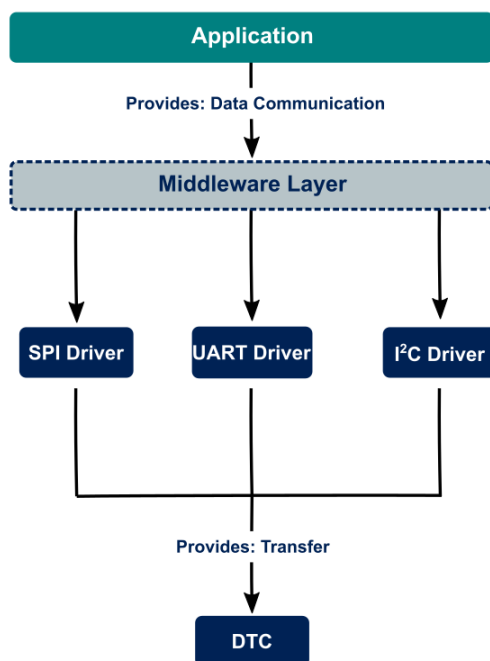 Application
Provides: Data Communication
Middleware Layer
SPI Driver
UART Driver
I²C Driver
Provides: Transfer
DTC